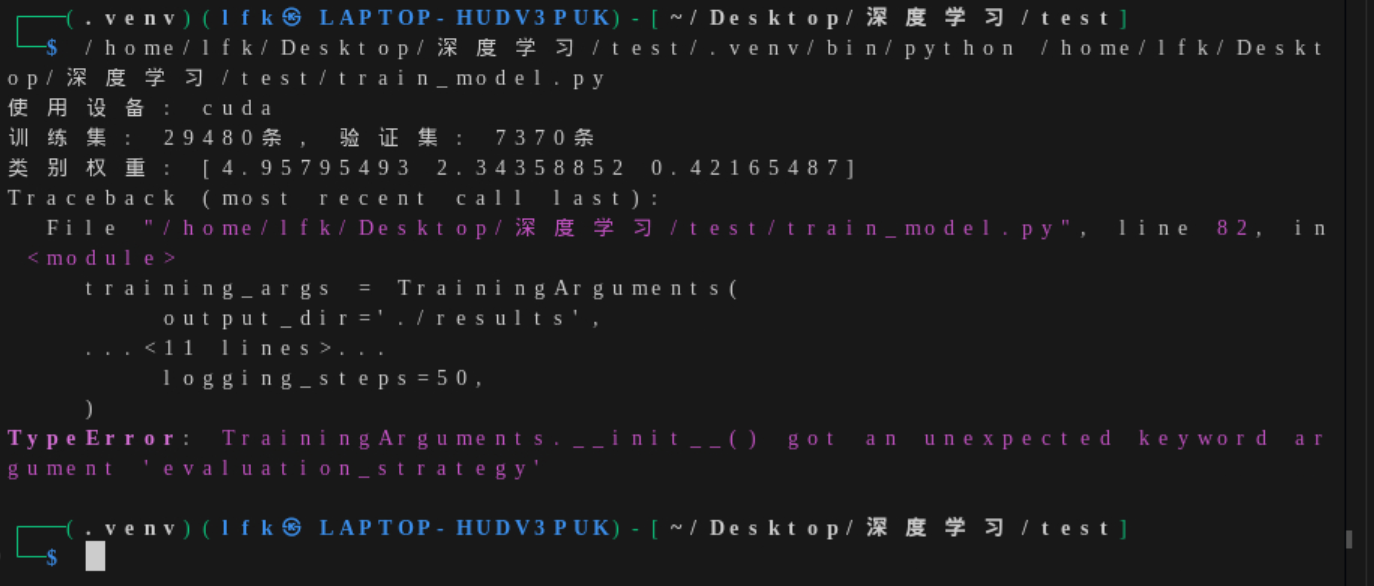 (.venv)(lfk㉿LAPTOP-HUDV3PUK)-[~/Desktop/深度学习/test]
$ /home/lfk/Desktop/深度学习/test/.venv/bin/python /home/lfk/Deskt
op/深度学习/test/train_model.py
使用设备: cuda
训练集: 29480条, 验证集: 7370条
类别权重: [4.95795493 2.34358852 0.42165487]
Traceback (most recent call last):
  File "/home/lfk/Desktop/深度学习/test/train_model.py", line 82, in
 <module>
    training_args = TrainingArguments(
        output_dir='./results',
    ...<11 lines>...
        logging_steps=50,
    )
TypeError: TrainingArguments.__init__() got an unexpected keyword ar
gument 'evaluation_strategy'
(.venv)(lfk㉿LAPTOP-HUDV3PUK)-[~/Desktop/深度学习/test]
$